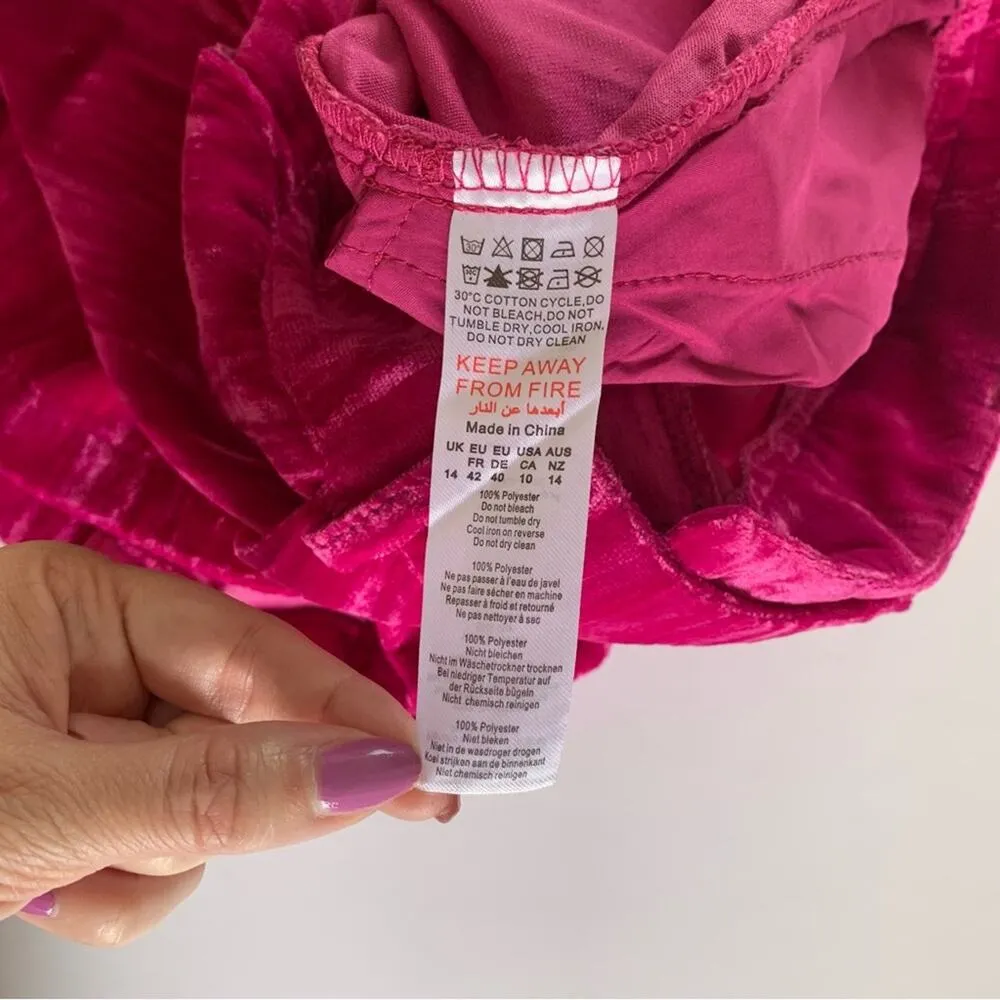 30°
30°C COTTON CYCLE,DO
NOT BLEACH,DO NOT
TUMBLE DRY,COOL IRON,
DO NOT DRY CLEAN
KEEP AWAY
FROM FIRE
أبعدها عن النار
Made in China
UK EU EU USA AUS
FR DE CA NZ
14 42 40 10 14
100% Polyester
Do not bleach
Do not tumble dry
Cool iron on reverse
Do not dry clean
100% Polyester
Ne pas passer à l'eau de javel
Ne pas faire sécher en machine
Repasser à froid et retourné
Ne pas nettoyer à sac
100% Polyester
Nicht bleichen
Nicht im Wäschetrockner trocknen
Bei niedriger Temperatur auf
der Rückseite bügeln
Nicht chemisch reinigen
100% Polyester
Niet bleken
Niet in de wasdroger drogen
Koel strijken aan de binnenkant
Niet chemisch reinigen